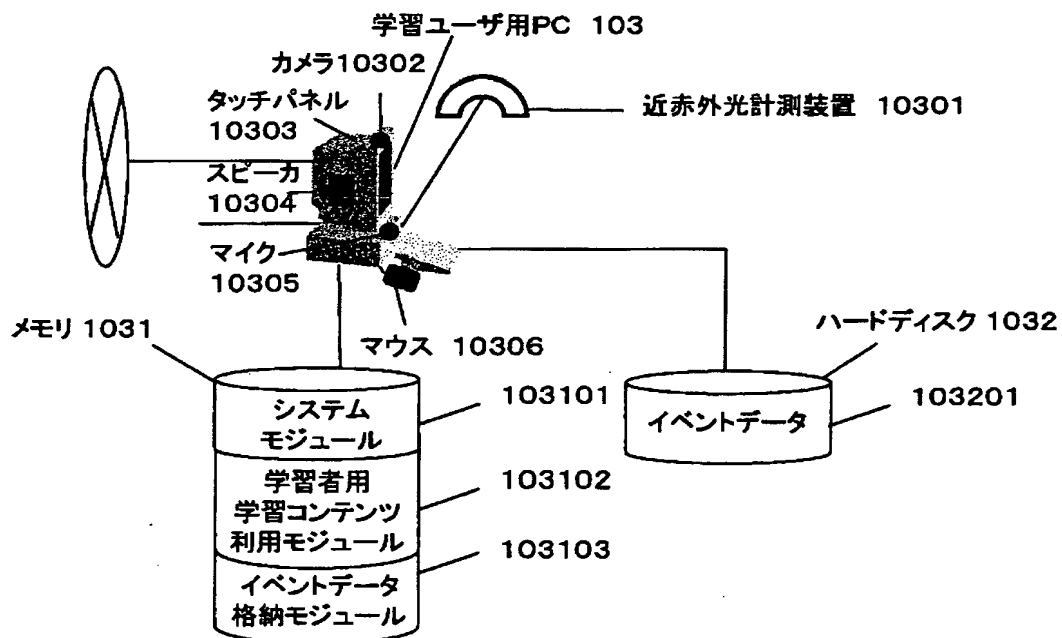 学習ユーザ用PC 103
カメラ10302
タッチパネル
10303
近赤外光計測装置 10301
スピーカ
10304
マイク
10305
マウス 10306
メモリ 1031
ハードディスク 1032
システム
モジュール
103101
学習者用
学習コンテンツ
利用モジュール
103102
イベントデータ
格納モジュール
103103
イベントデータ
103201